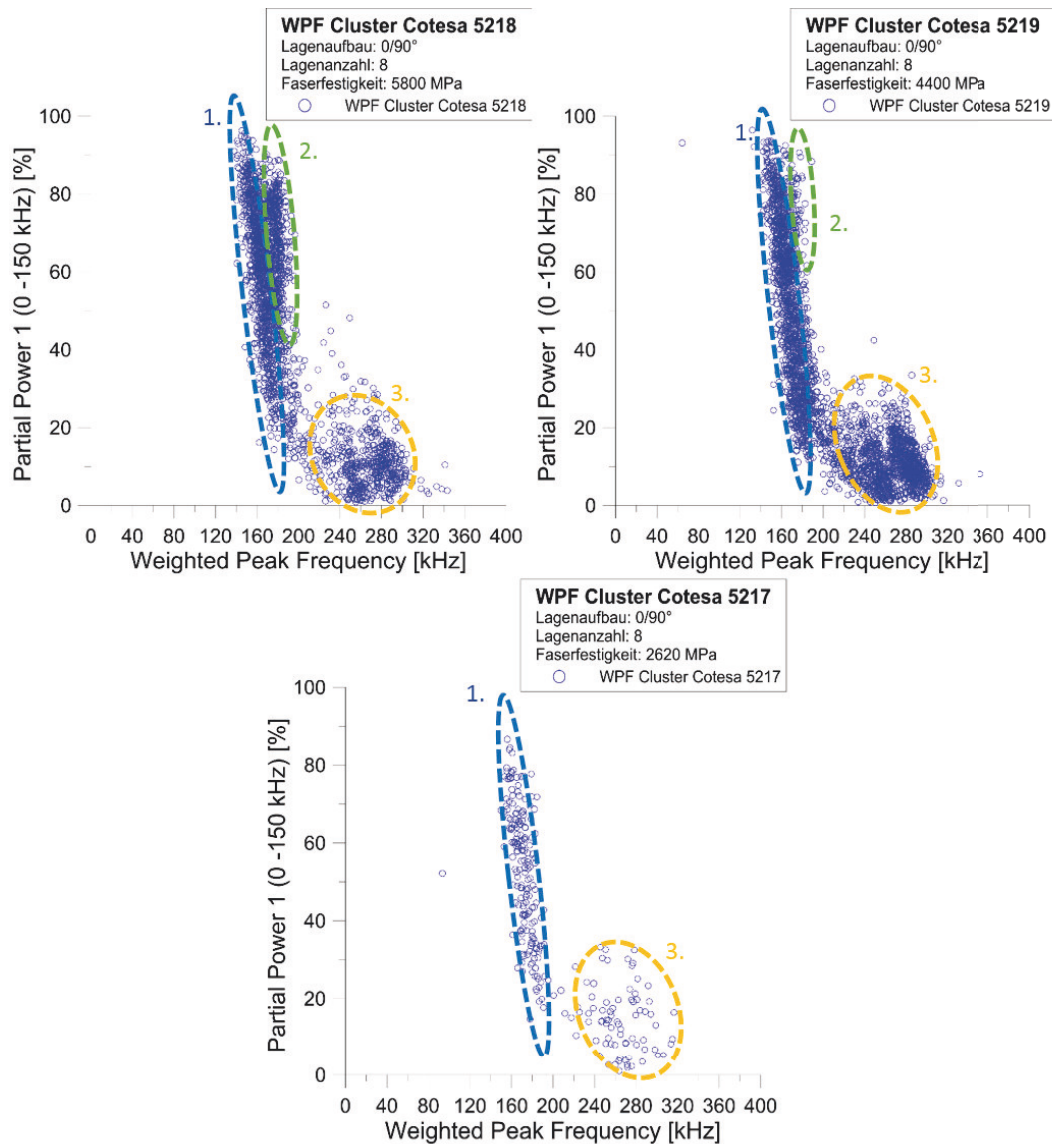 WPF Cluster Cotesa 5218
Lagenaufbau: 0/90°
Lagenanzahl: 8
Faserfestigkeit: 5800 MPa
WPF Cluster Cotesa 5218
1.
2.
3.
Partial Power 1 (0 -150 kHz) [%]
100
80
60
40
20
0
0 40 80 120 160 200 240 280 320 360 400
Weighted Peak Frequency [kHz]
WPF Cluster Cotesa 5219
Lagenaufbau: 0/90°
Lagenanzahl: 8
Faserfestigkeit: 4400 MPa
WPF Cluster Cotesa 5219
1.
2.
3.
Partial Power 1 (0 -150 kHz) [%]
100
80
60
40
20
0
0 40 80 120 160 200 240 280 320 360 400
Weighted Peak Frequency [kHz]
WPF Cluster Cotesa 5217
Lagenaufbau: 0/90°
Lagenanzahl: 8
Faserfestigkeit: 2620 MPa
WPF Cluster Cotesa 5217
1.
3.
Partial Power 1 (0 -150 kHz) [%]
100
80
60
40
20
0
0 40 80 120 160 200 240 280 320 360 400
Weighted Peak Frequency [kHz]